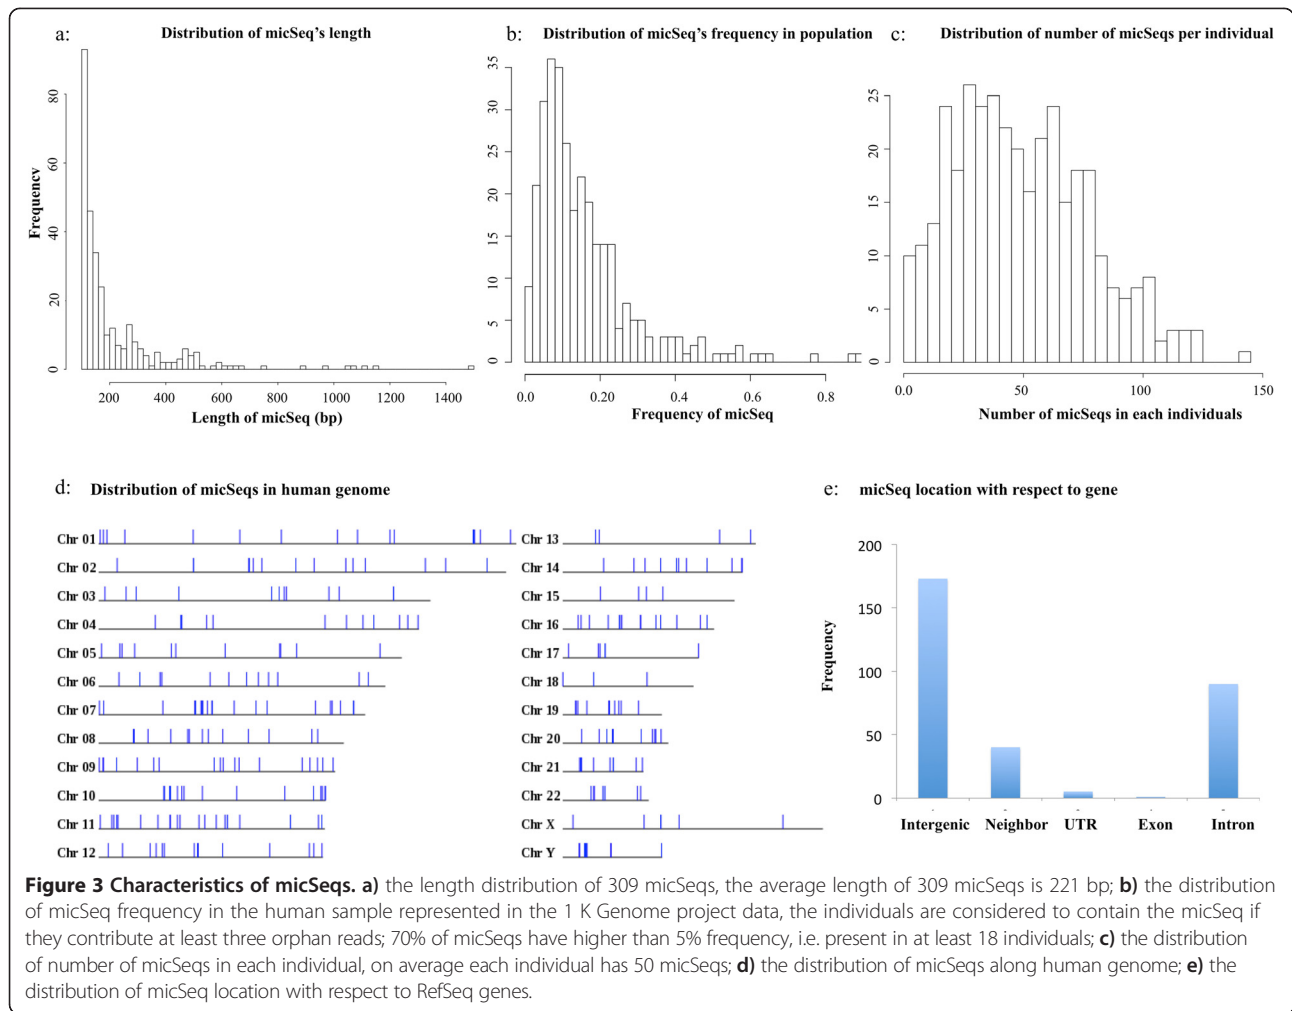 a: Distribution of micSeq's length
80
60
40
20
0
Frequency
200 400 600 800 1000 1200 1400
Length of micSeq (bp)
b: Distribution of micSeq's frequency in population
35
30
25
20
15
10
5
0
0.0 0.20 0.4 0.6 0.8
Frequency of micSeq
c: Distribution of number of micSeqs per individual
25
20
15
10
5
0
0.0 50 100 150
Number of micSeqs in each individuals
d: Distribution of micSeqs in human genome
Chr 01
Chr 02
Chr 03
Chr 04
Chr 05
Chr 06
Chr 07
Chr 08
Chr 09
Chr 10
Chr 11
Chr 12
Chr 13
Chr 14
Chr 15
Chr 16
Chr 17
Chr 18
Chr 19
Chr 20
Chr 21
Chr 22
Chr X
Chr Y
e: micSeq location with respect to gene
200
150
100
50
0
Frequency
Intergenic Neighbor UTR Exon Intron
Figure 3 Characteristics of micSeqs. a) the length distribution of 309 micSeqs, the average length of 309 micSeqs is 221 bp; b) the distribution
of micSeq frequency in the human sample represented in the 1 K Genome project data, the individuals are considered to contain the micSeq if
they contribute at least three orphan reads; 70% of micSeqs have higher than 5% frequency, i.e. present in at least 18 individuals; c) the distribution
of number of micSeqs in each individual, on average each individual has 50 micSeqs; d) the distribution of micSeqs along human genome; e) the
distribution of micSeq location with respect to RefSeq genes.